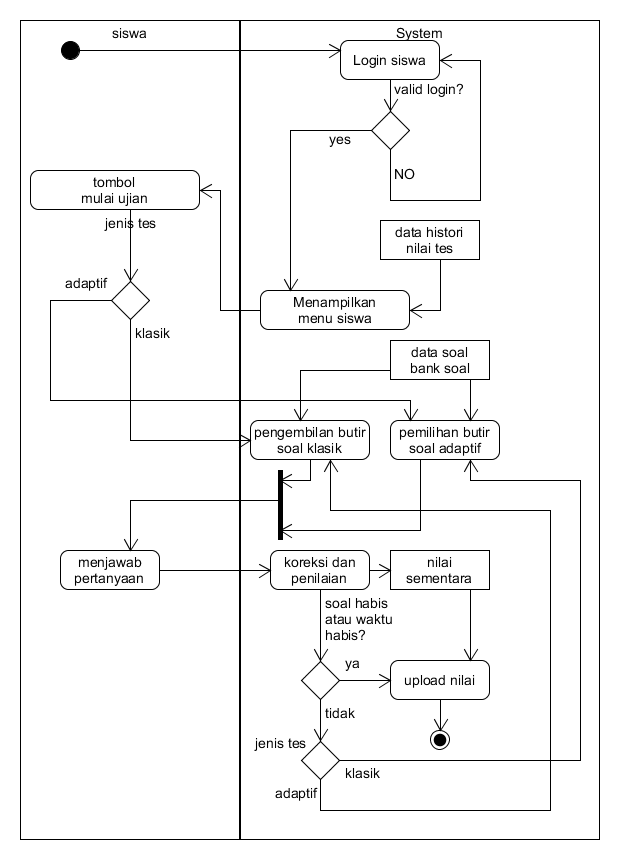 siswa
System
Login siswa
valid login?
yes
NO
tombol
mulai ujian
jenis tes
data histori
nilai tes
adaptif
Menampilkan
menu siswa
klasik
data soal
bank soal
pengembilan butir
soal klasik
pemilihan butir
soal adaptif
menjawab
pertanyaan
koreksi dan
penilaian
nilai
sementara
soal habis
atau waktu
habis?
ya
upload nilai
tidak
jenis tes
klasik
adaptif